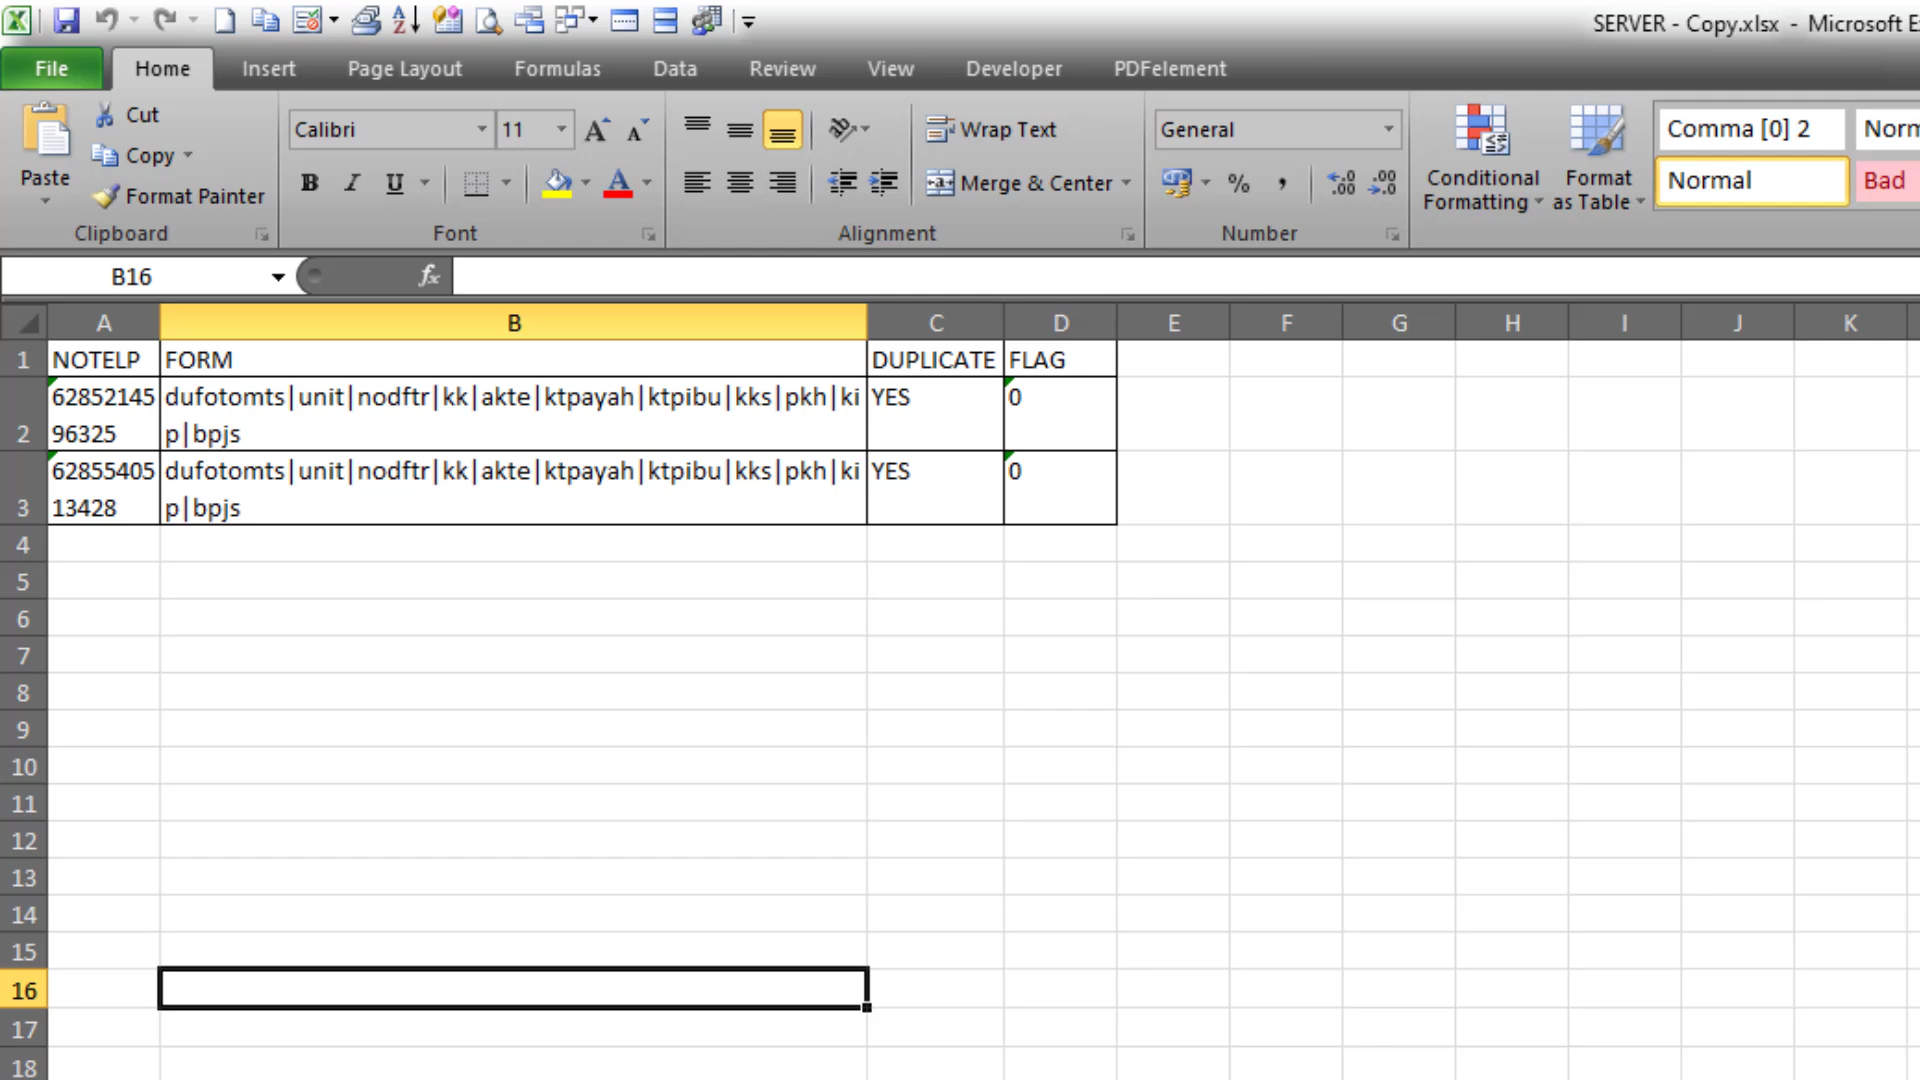 SERVER - Copy.xlsx - Microsoft E
File Home Insert Page Layout Formulas Data Review View Developer PDFelement
Cut
Copy
Format Painter
Paste
Clipboard
Calibri 11
B I U
Font
Wrap Text
Merge & Center
Alignment
General
% ,
Number
Conditional Formatting
Format as Table
Comma [0] 2
Norm
Normal
Bad
B16 fx
A B C D E F G H I J K
1 NOTELP FORM DUPLICATE FLAG
62852145 dufotomts|unit|nodftr|kk|akte|ktpayah|ktpibu|kks|pkh|ki YES 0
2 96325 p|bpjs
62855405 dufotomts|unit|nodftr|kk|akte|ktpayah|ktpibu|kks|pkh|ki YES 0
3 13428 p|bpjs
4
5
6
7
8
9
10
11
12
13
14
15
16
17
18